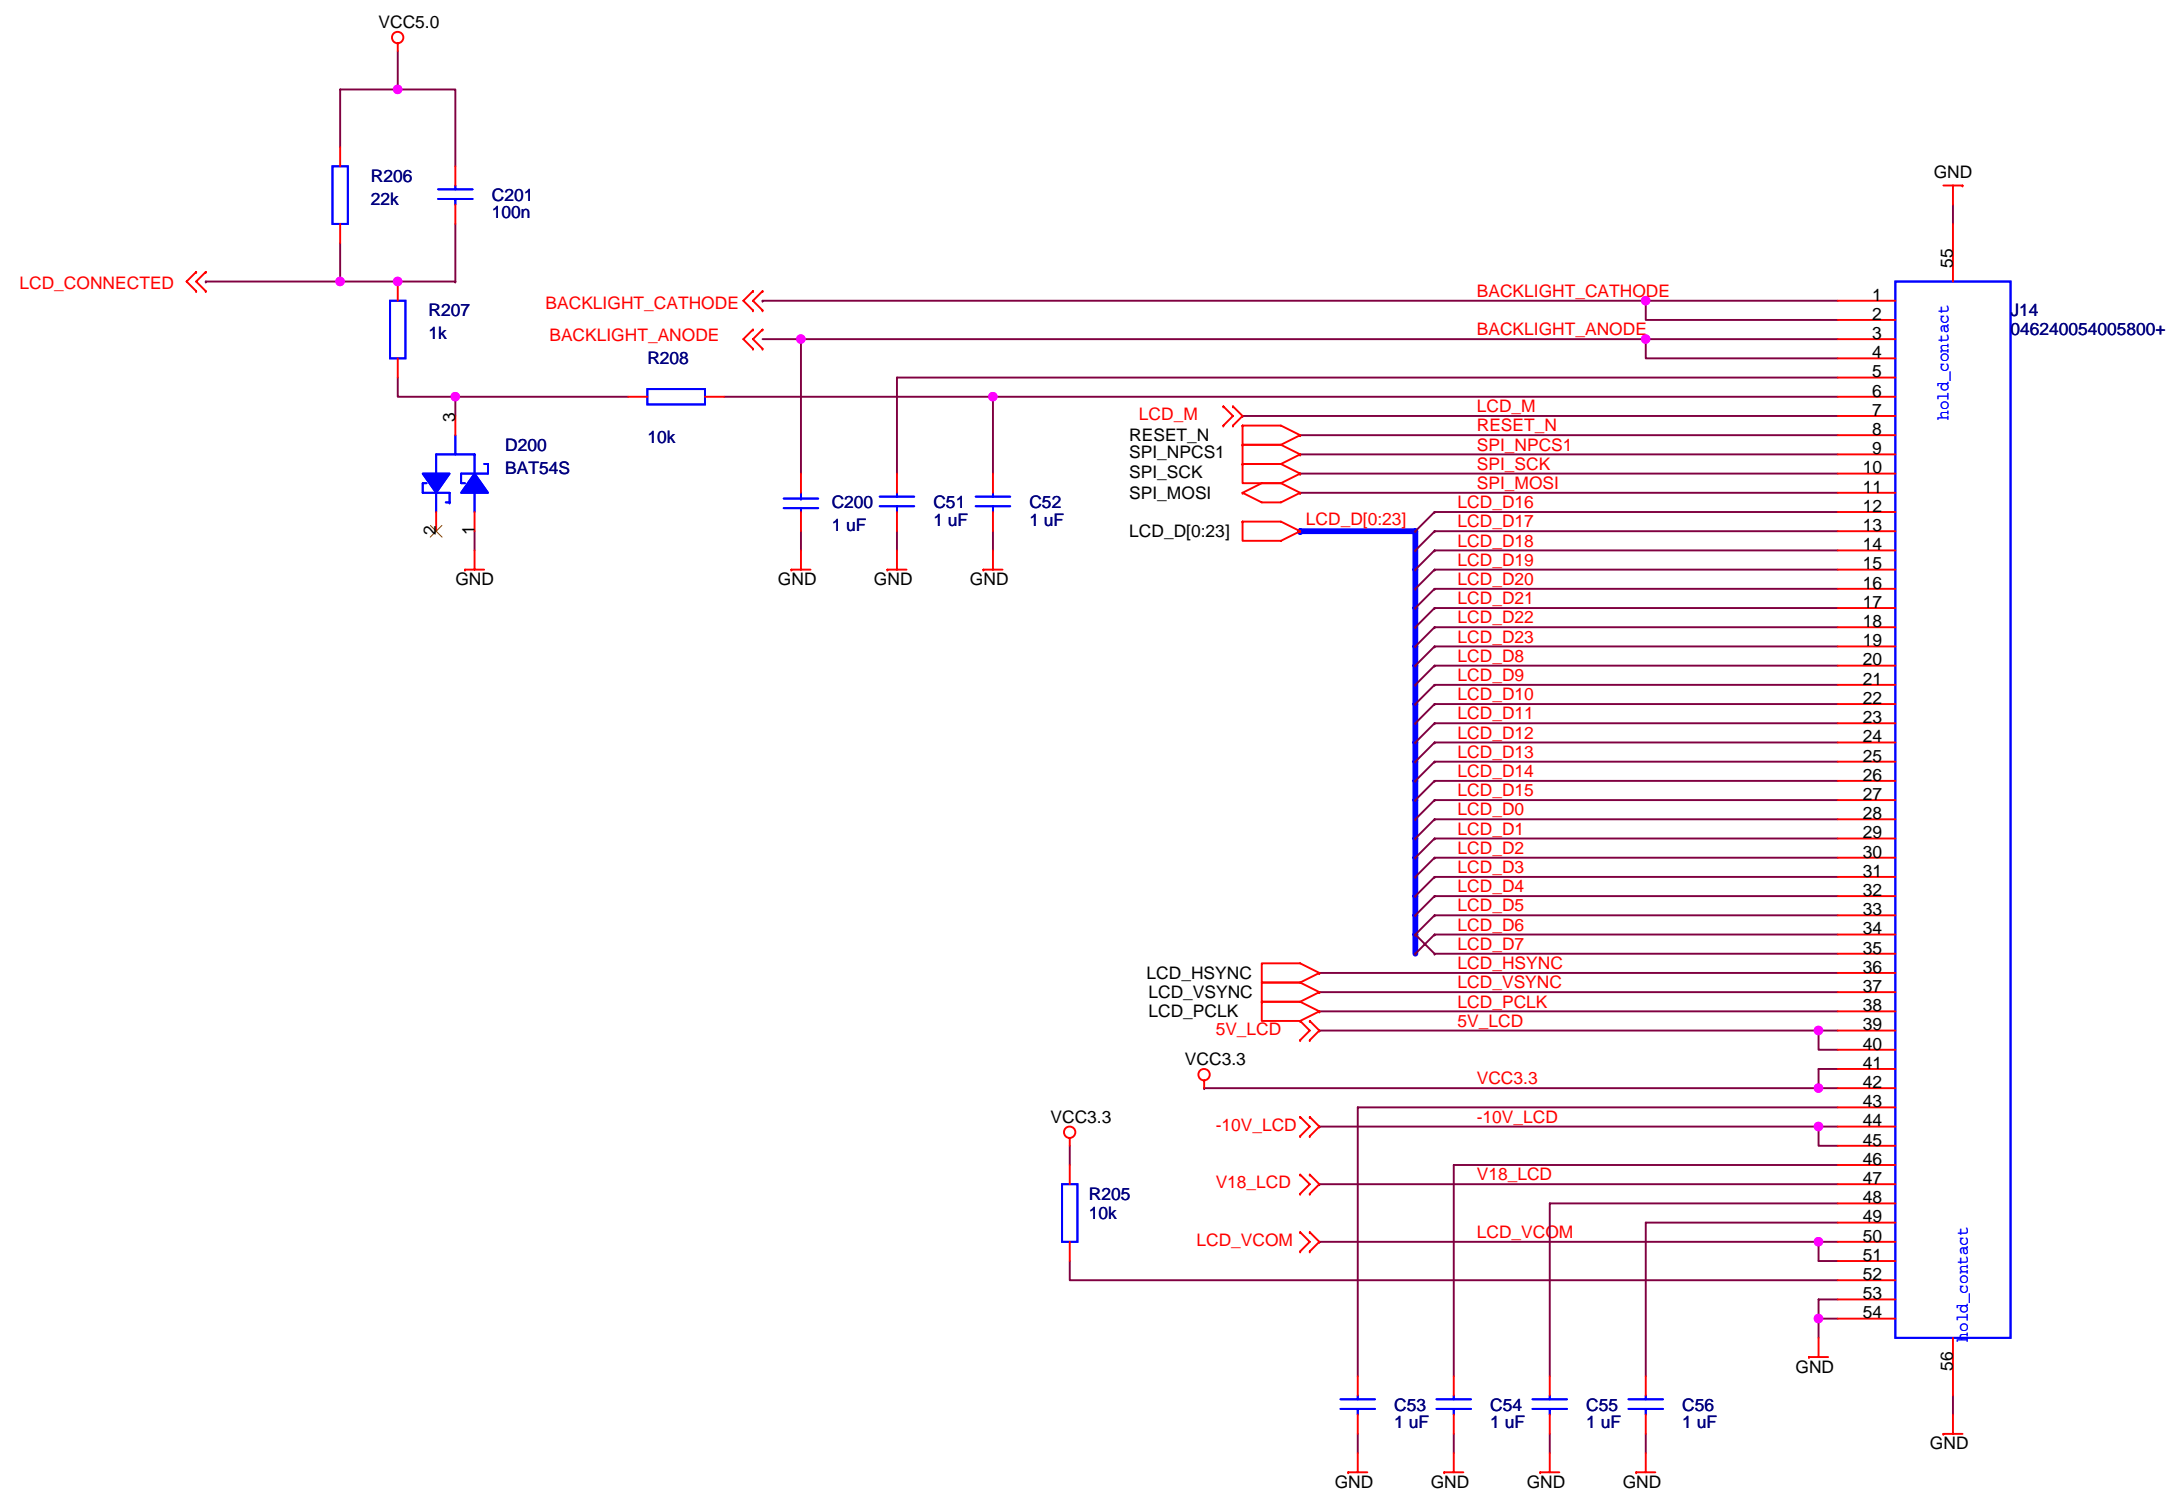 VCC5.0
R206
22k
C201
100n
LCD_CONNECTED
R207
1k
BACKLIGHT_CATHODE
BACKLIGHT_ANODE
R208
10k
3
D200
BAT54S
2
1
GND
C200
1 uF
C51
1 uF
C52
1 uF
GND
GND
GND
GND
55
J14
046240054005800+
hold_contact
BACKLIGHT_CATHODE
1
2
BACKLIGHT_ANODE
3
4
5
6
LCD_M
LCD_M
7
RESET_N
RESET_N
8
SPI_NPCS1
SPI_NPCS1
9
SPI_SCK
SPI_SCK
10
SPI_MOSI
SPI_MOSI
11
LCD_D[0:23]
LCD_D[0:23]
LCD_D16
12
LCD_D17
13
LCD_D18
14
LCD_D19
15
LCD_D20
16
LCD_D21
17
LCD_D22
18
LCD_D23
19
LCD_D8
20
LCD_D9
21
LCD_D10
22
LCD_D11
23
LCD_D12
24
LCD_D13
25
LCD_D14
26
LCD_D15
27
LCD_D0
28
LCD_D1
29
LCD_D2
30
LCD_D3
31
LCD_D4
32
LCD_D5
33
LCD_D6
34
LCD_D7
35
LCD_HSYNC
LCD_HSYNC
36
LCD_VSYNC
LCD_VSYNC
37
LCD_PCLK
LCD_PCLK
38
5V_LCD
5V_LCD
39
40
VCC3.3
41
VCC3.3
42
43
VCC3.3
-10V_LCD
-10V_LCD
44
45
46
V18_LCD
V18_LCD
47
R205
10k
48
49
LCD_VCOM
LCD_VCOM
50
51
52
53
54
hold_contact
GND
56
GND
C53
1 uF
C54
1 uF
C55
1 uF
C56
1 uF
GND
GND
GND
GND